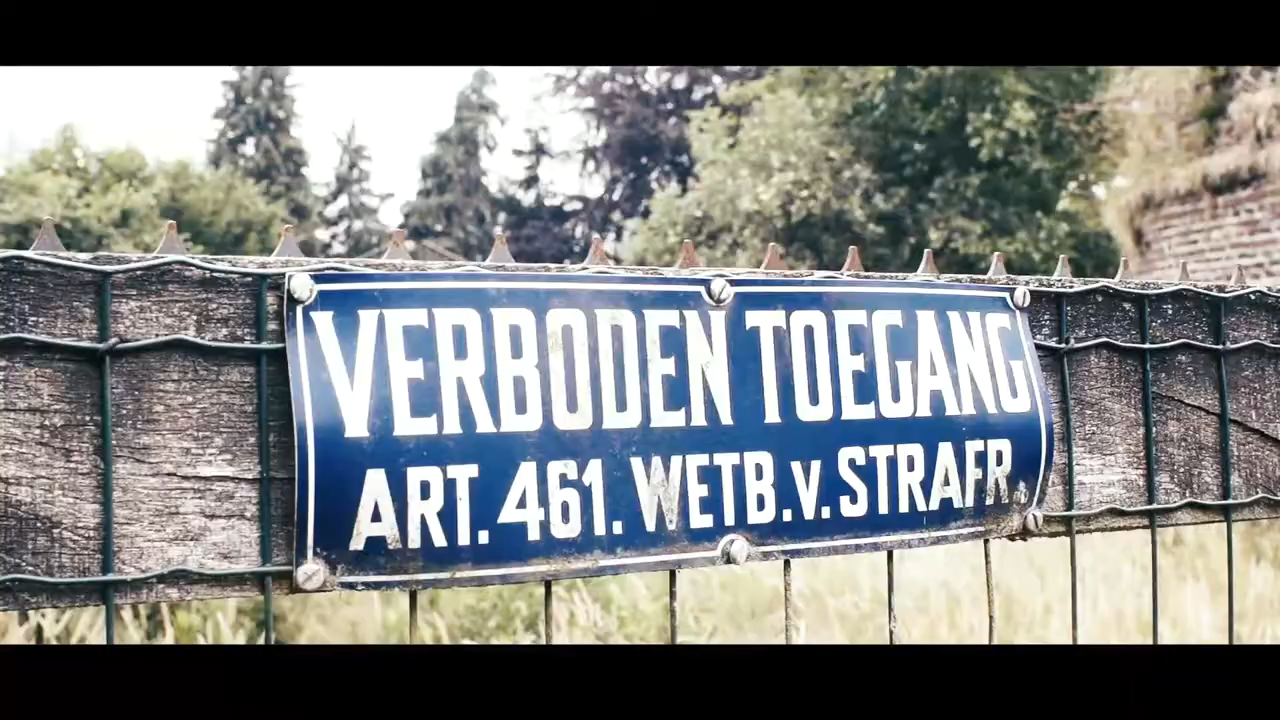 VERBODEN TOEGANG
ART. 461. WETB. V. STRAFR.